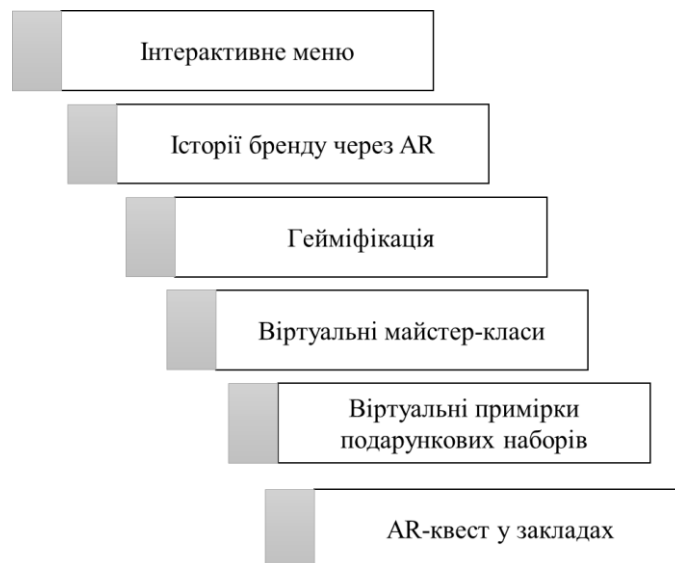 Інтерактивне меню
Історії бренду через AR
Гейміфікація
Віртуальні майстер-класи
Віртуальні примірки
подарункових наборів
AR-квест у закладах